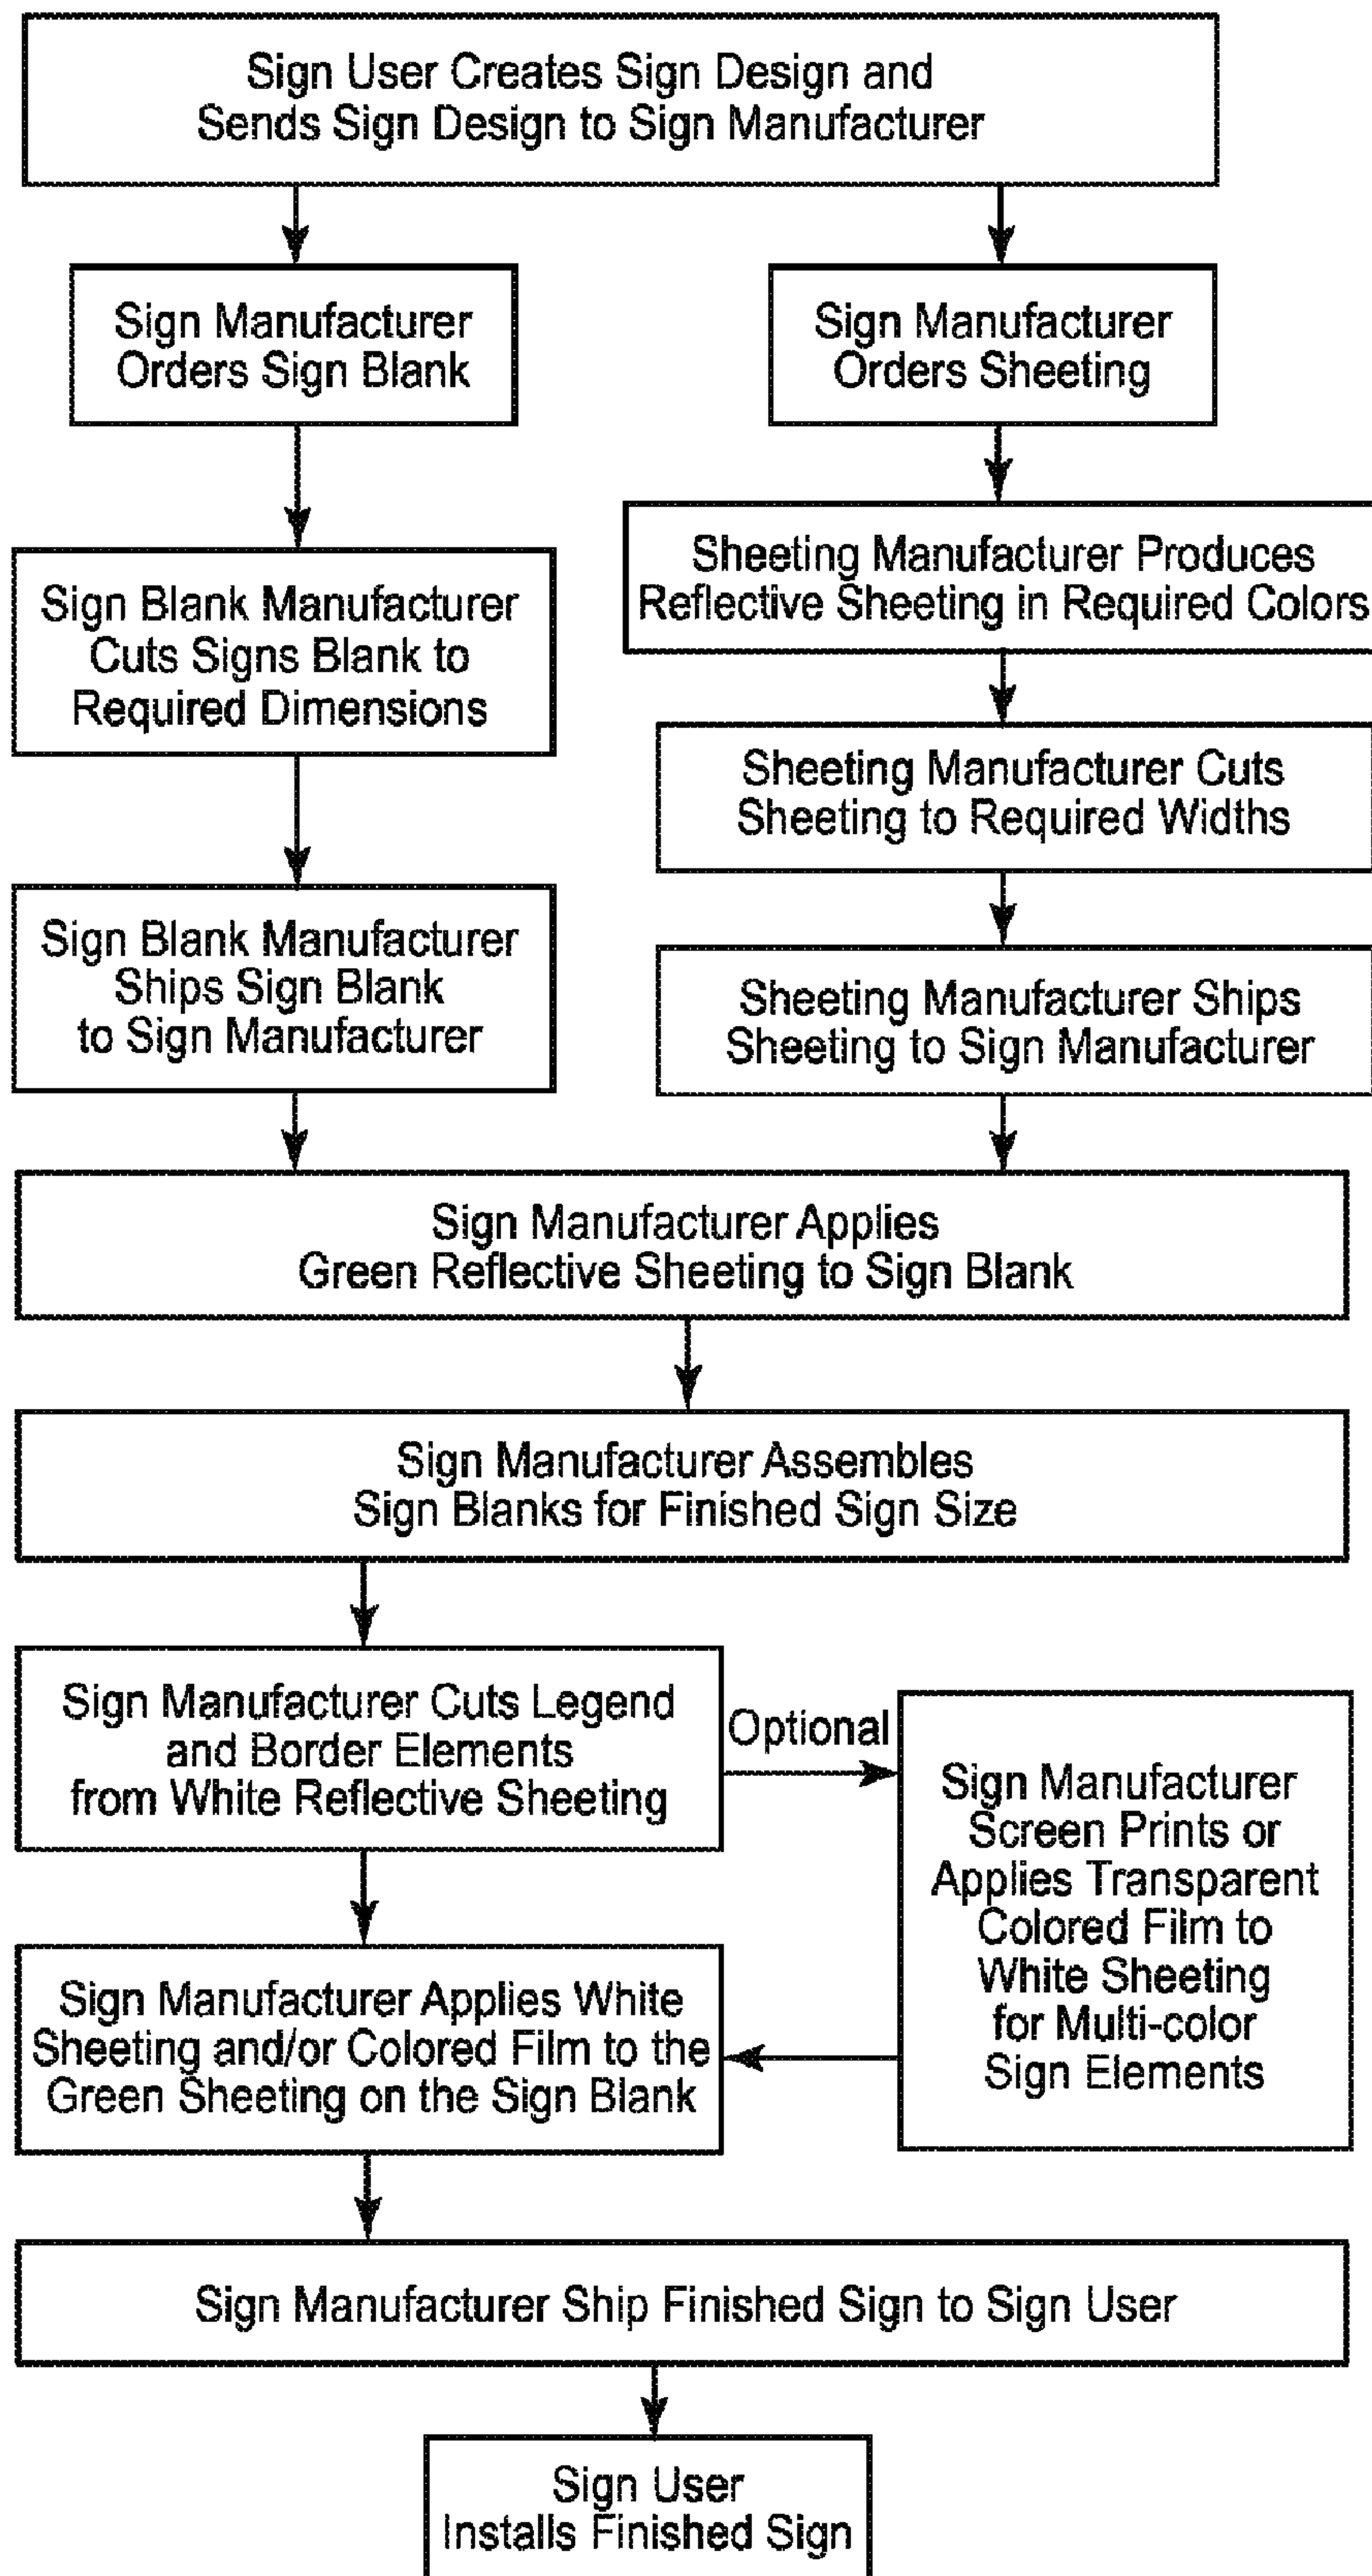 Sign User Creates Sign Design and
Sends Sign Design to Sign Manufacturer
Sign Manufacturer
Orders Sign Blank
Sign Manufacturer
Orders Sheeting
Sign Blank Manufacturer
Cuts Signs Blank to
Required Dimensions
Sheeting Manufacturer Produces
Reflective Sheeting in Required Colors
Sheeting Manufacturer Cuts
Sheeting to Required Widths
Sign Blank Manufacturer
Ships Sign Blank
to Sign Manufacturer
Sheeting Manufacturer Ships
Sheeting to Sign Manufacturer
Sign Manufacturer Applies
Green Reflective Sheeting to Sign Blank
Sign Manufacturer Assembles
Sign Blanks for Finished Sign Size
Sign Manufacturer Cuts Legend
and Border Elements
from White Reflective Sheeting
Optional
Sign Manufacturer
Screen Prints or
Applies Transparent
Colored Film to
White Sheeting
for Multi-color
Sign Elements
Sign Manufacturer Applies White
Sheeting and/or Colored Film to the
Green Sheeting on the Sign Blank
Sign Manufacturer Ship Finished Sign to Sign User
Sign User
Installs Finished Sign